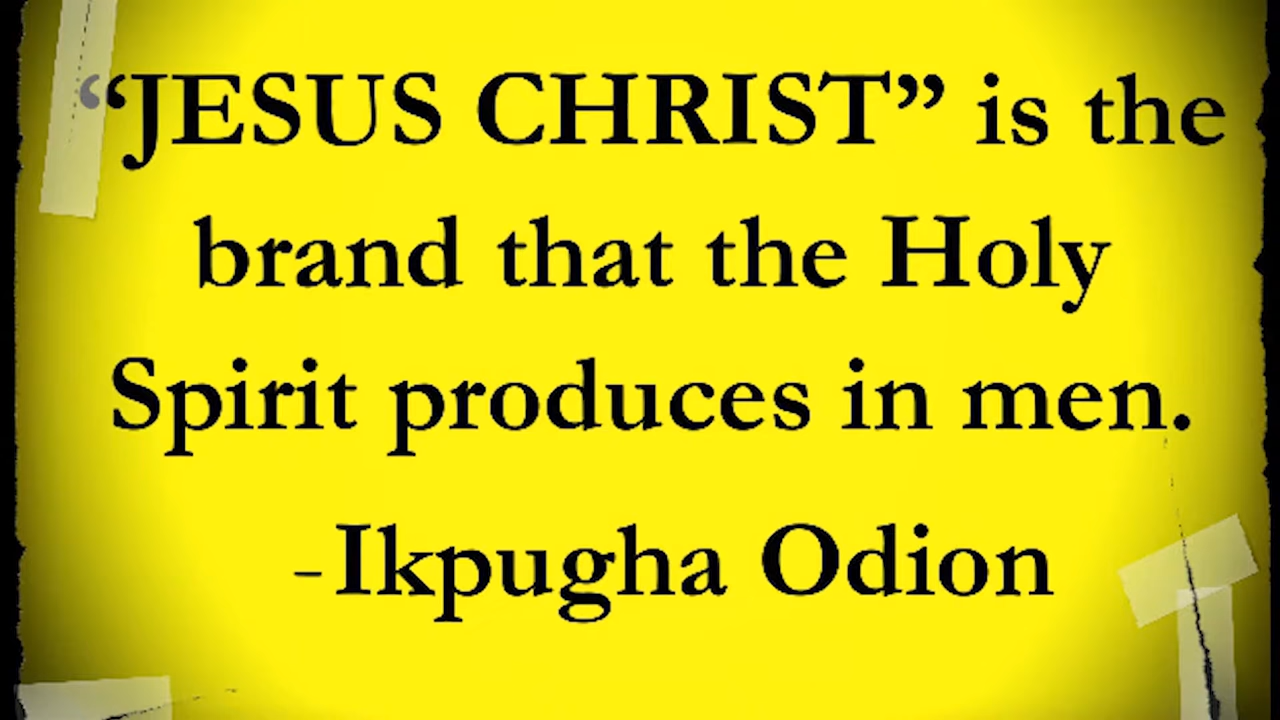 “JESUS CHRIST” is the
brand that the Holy
Spirit produces in men.
-Ikpugha Odion